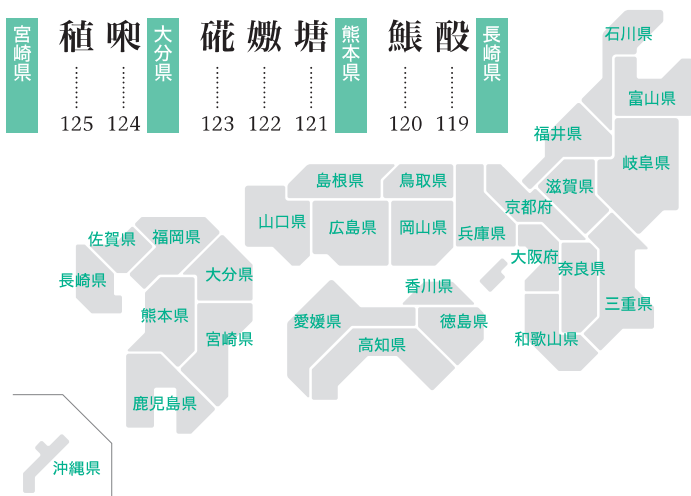 長崎県
酘 119
120
熊本県
塘 121
嫐 122
硴 123
大分県
124
稙 125
宮崎県
石川県
富山県
福井県
岐阜県
滋賀県
京都府
鳥取県
島根県
兵庫県
岡山県
広島県
山口県
大阪府
奈良県
三重県
和歌山県
香川県
徳島県
愛媛県
高知県
福岡県
佐賀県
長崎県
大分県
熊本県
宮崎県
鹿児島県
沖縄県